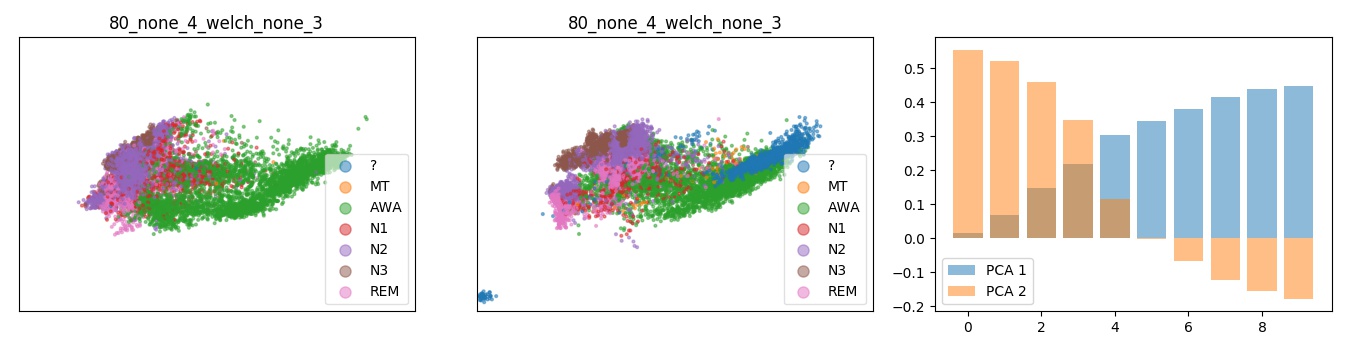 80_none_4_welch_none_3
?
MT
AWA
N1
N2
N3
REM
80_none_4_welch_none_3
?
MT
AWA
N1
N2
N3
REM
0.5
0.4
0.3
0.2
0.1
0.0
−0.1
−0.2
PCA 1
PCA 2
0 2 4 6 8